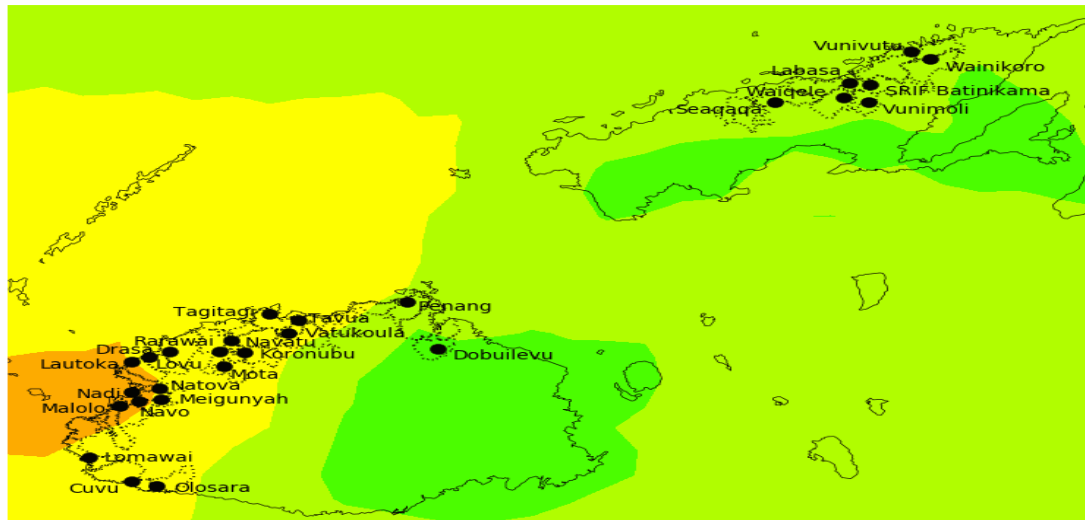 Vunivutu
Wainikoro
Labasa
SRIF Batinikama
Waiqele
Seaqaqa
Vunimoli
Penang
Tagitagi
Tavua
Vatukoula
Rarawai
Navatu
Drasa
Koronubu
Dobuilevu
Lautoka
Lovu
Mota
Natova
Nadi
Meigunyah
Malolo
Navo
Lomawai
Cuvu
Olosara